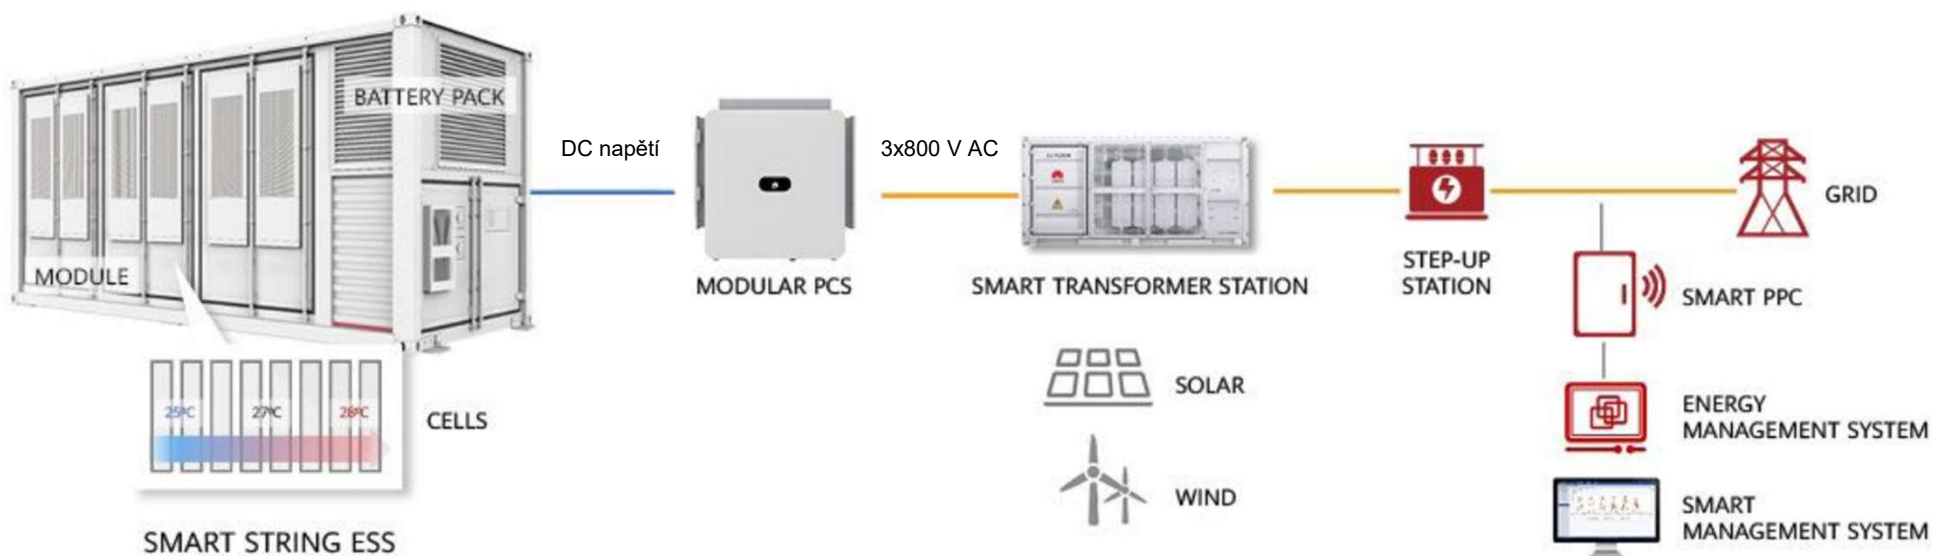 BATTERY PACK
MODULE
25°C
27°C
28°C
CELLS
SMART STRING ESS
DC napětí
MODULAR PCS
3x800 V AC
SMART TRANSFORMER STATION
SOLAR
WIND
STEP-UP
STATION
GRID
SMART PPC
ENERGY
MANAGEMENT SYSTEM
SMART
MANAGEMENT SYSTEM